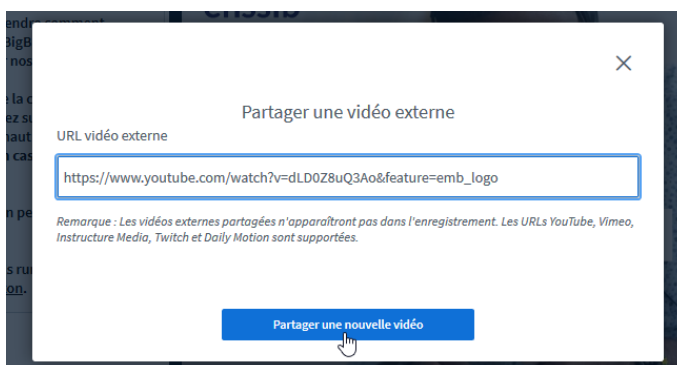 Partager une vidéo externe
URL vidéo externe
https://www.youtube.com/watch?v=dLD0Z8uQ3Ao&feature=emb_logo
Remarque : Les vidéos externes partagées n'apparaîtront pas dans l'enregistrement. Les URLs YouTube, Vimeo,
Instructure Media, Twitch et Daily Motion sont supportées.
Partager une nouvelle vidéo